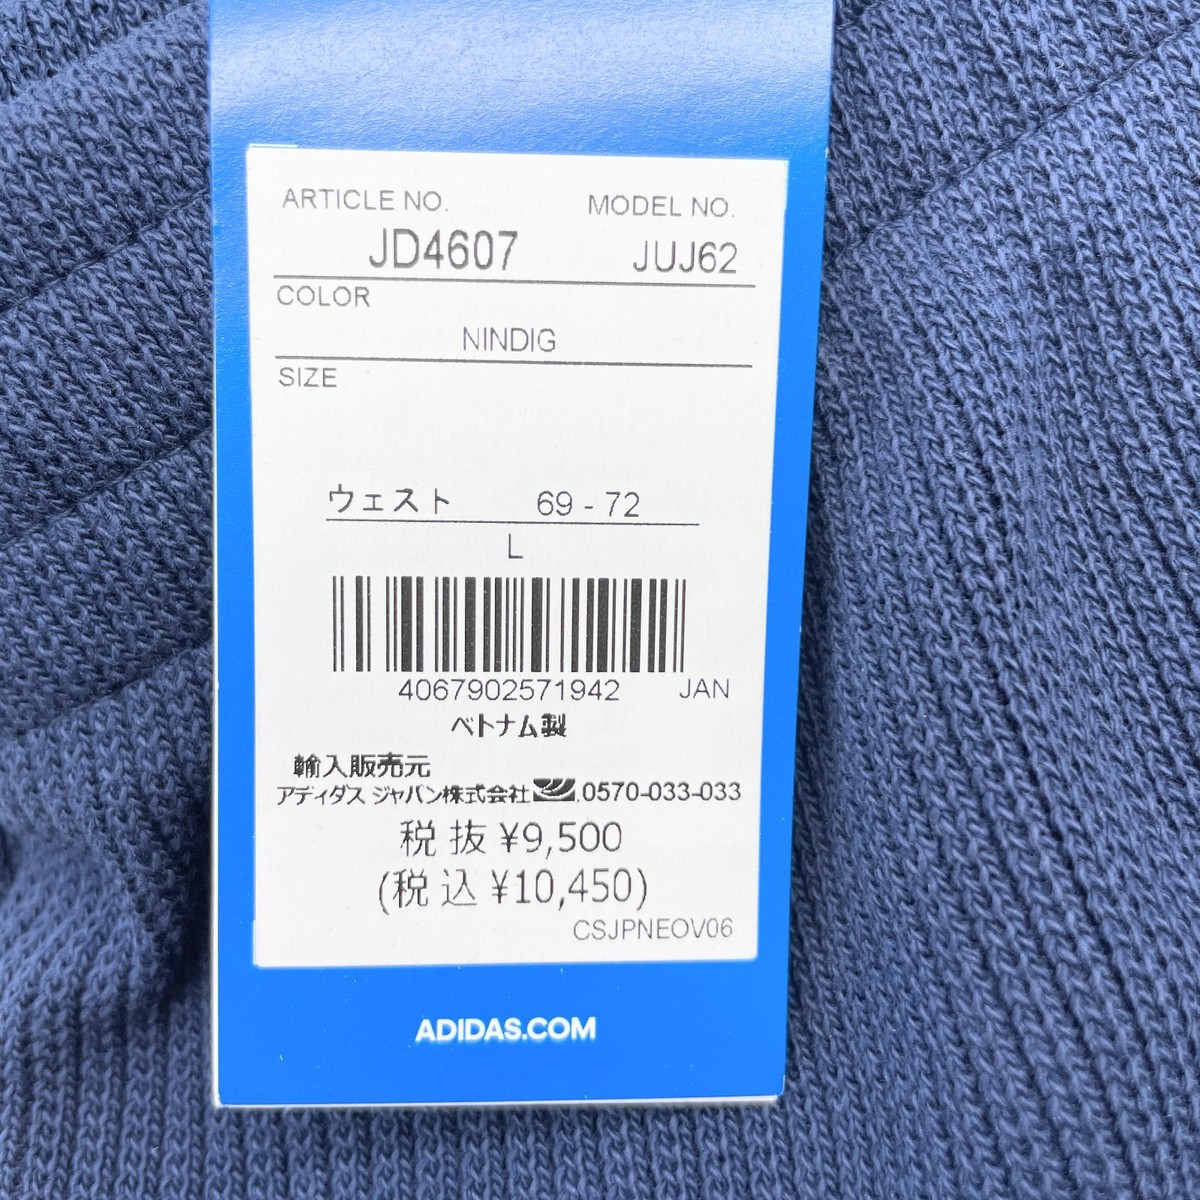 ARTICLE NO. MODEL NO.
JD4607 JUJ62
COLOR
NINDIG
SIZE
ウェスト 69 - 72
L
4067902571942 JAN
ベトナム製
輸入販売元
アディダス ジャパン株式会社 0570-033-033
税 抜 ¥9,500
(税 込 ¥10,450)
CSJPNEOV06
ADIDAS.COM